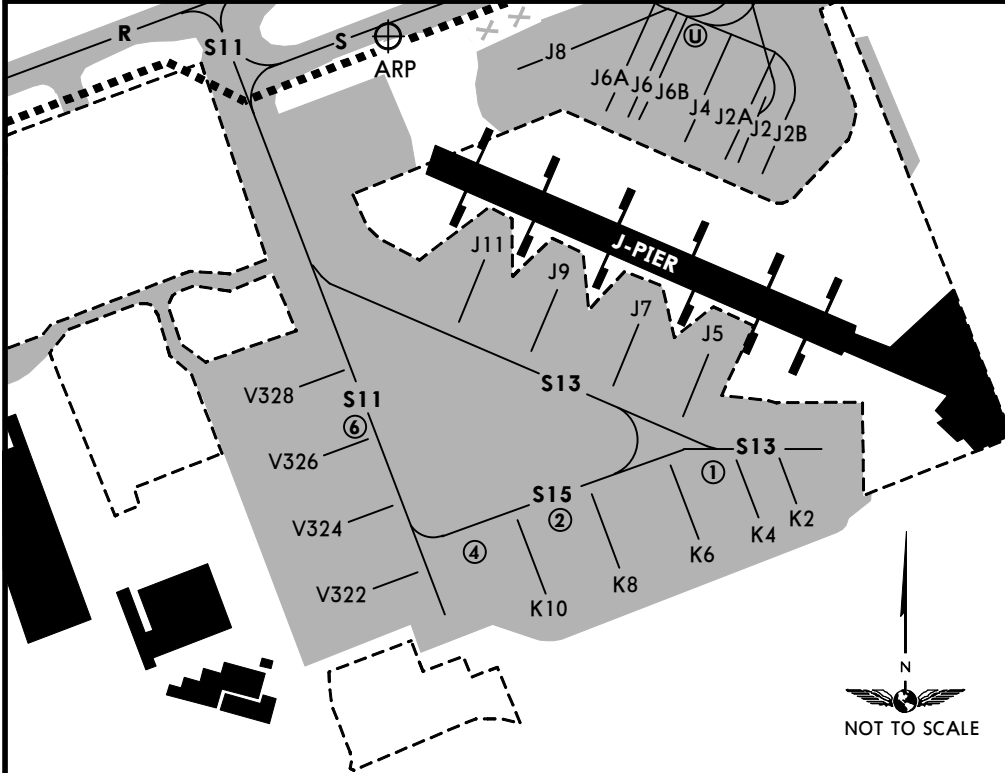 R
S11
S
ARP
U
J8
J6A
J6
J6B
J4
J2A
J2
J2B
J-PIER
J11
J9
J7
J5
S13
V328
S11
6
V326
S13
1
S15
2
V324
4
K2
K4
K6
K8
K10
V322
N
NOT TO SCALE